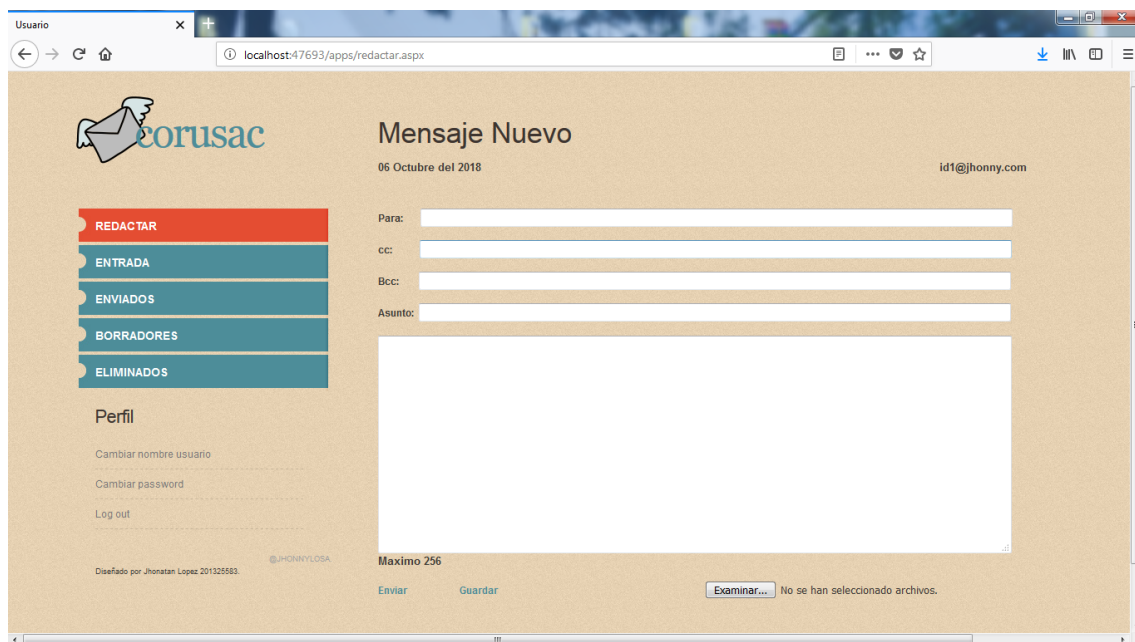 Usuario
localhost:47693/apps/redactar.aspx
corusac
Mensaje Nuevo
06 Octubre del 2018
id1@jhonny.com
REDACTAR
ENTRADA
ENVIADOS
BORRADORES
ELIMINADOS
Perfil
Cambiar nombre usuario
Cambiar password
Log out
@JHONNYLOSA
Diseñado por Jhonatan Lopez 201325583.
Para:
cc:
Bcc:
Asunto:
Maximo 256
Enviar
Guardar
Examinar... No se han seleccionado archivos.